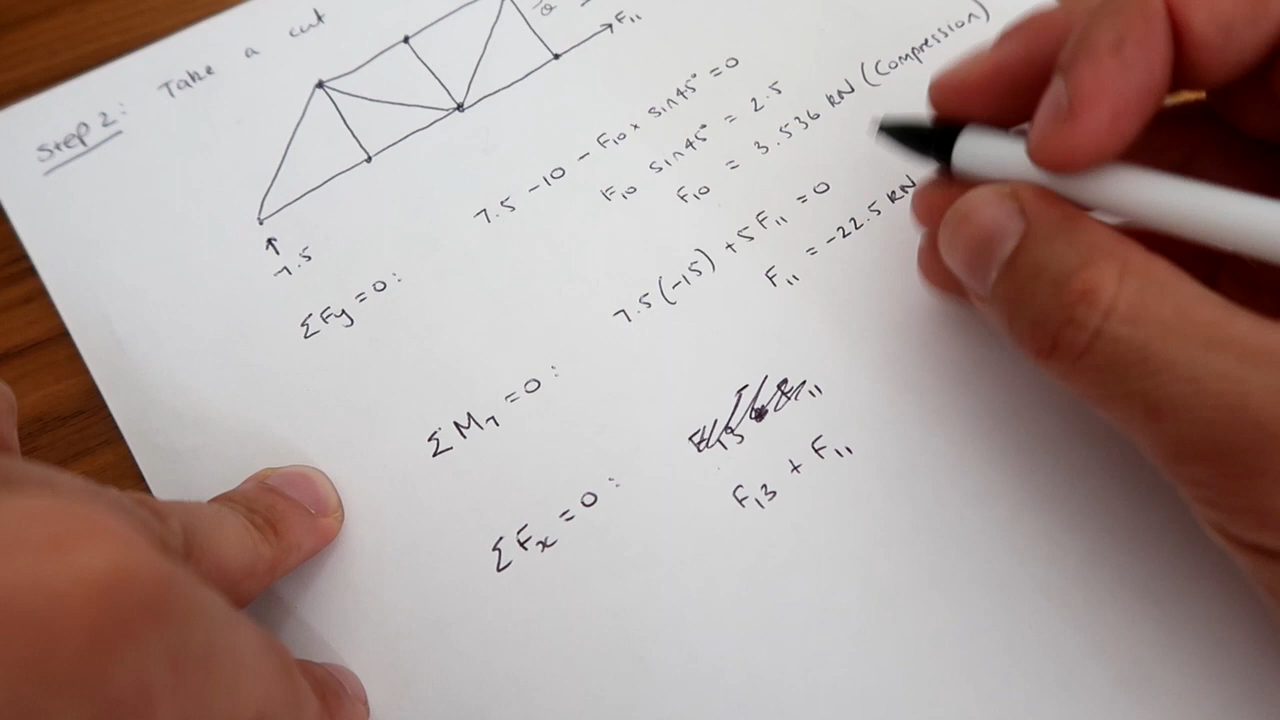 Step 2: Take a cut
F₁₁
7.5
ΣFy = 0:
7.5 - 10 - F₁₀ × sin45° = 0
F₁₀ sin45° = 2.5
F₁₀ = 3.536 KN (Compression)
ΣM₇ = 0:
7.5(-15) + 5F₁₁ = 0
F₁₁ = -22.5 KN
ΣFx = 0:
F₁₃ + F₁₁